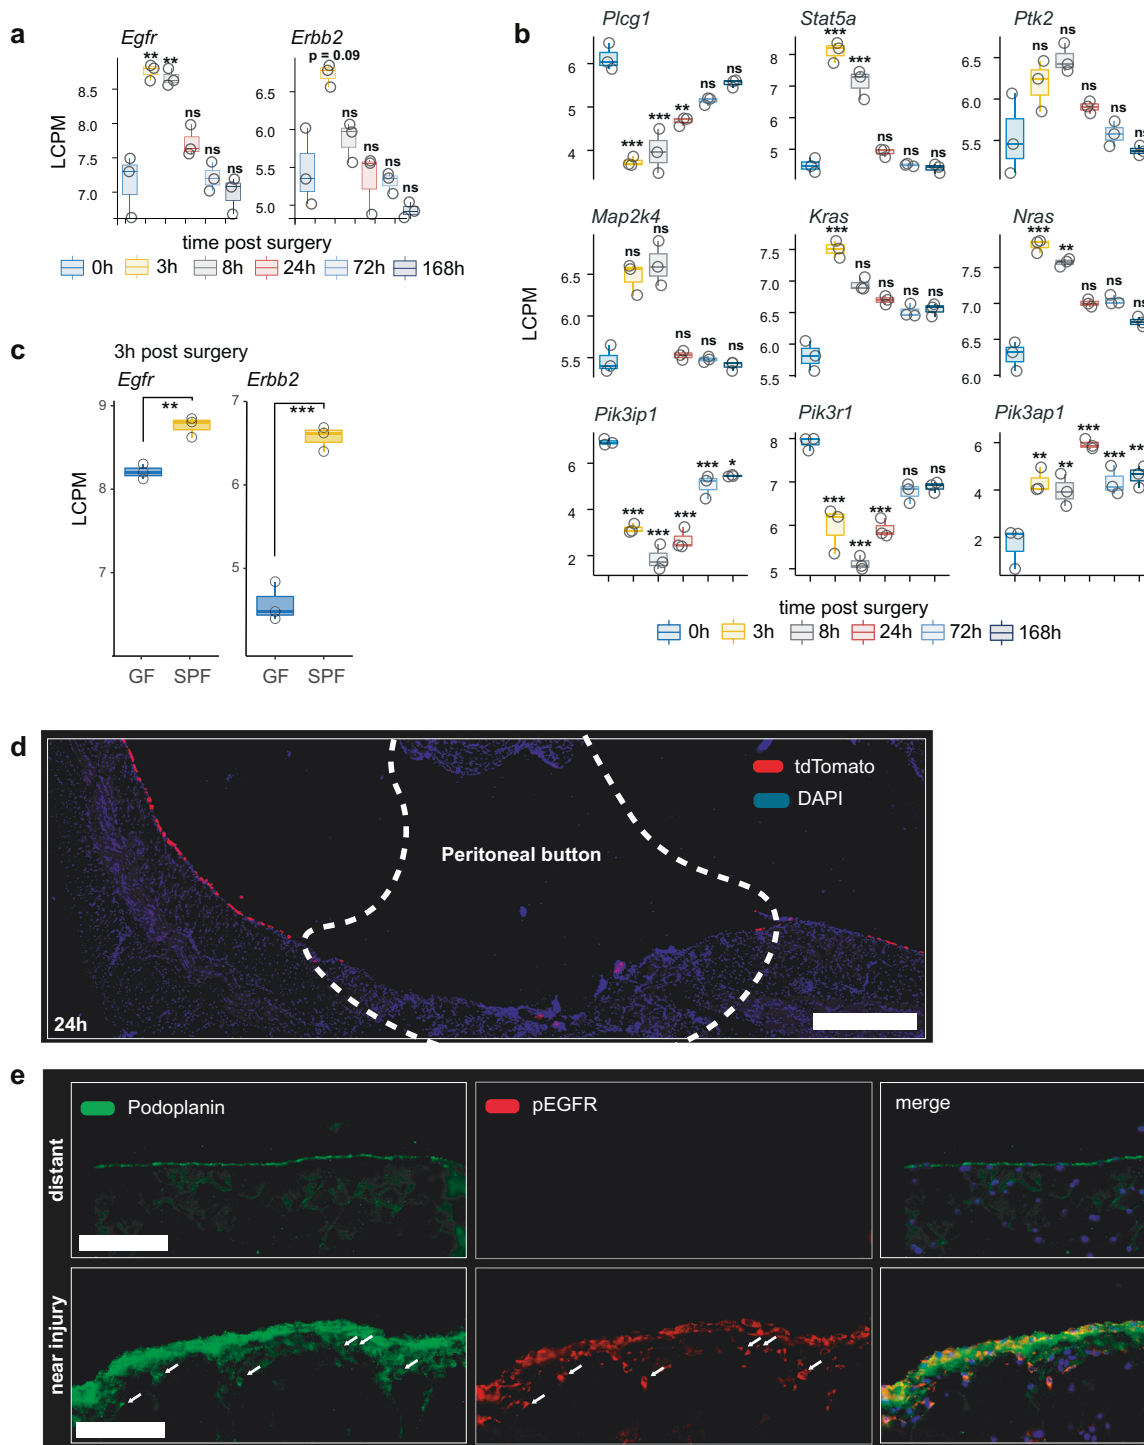 a
Egfr
Erbb2
LCPM
8.5
8.0
7.5
7.0
** ** ns ns ns
6.5
6.0
5.5
5.0
p = 0.09 ns ns ns ns
time post surgery
0h 3h 8h 24h 72h 168h
b
Plcg1
Stat5a
Ptk2
6
5
4
*** *** ** ns ns
8
7
6
5
*** *** ns ns ns
6.5
6.0
5.5
ns ns ns ns
Map2k4
Kras
Nras
LCPM
6.5
6.0
5.5
ns ns ns ns ns
7.5
7.0
6.5
6.0
5.5
*** ns ns ns ns
7.5
7.0
6.5
6.0
*** ** ns ns
Pik3ip1
Pik3r1
Pik3ap1
6
4
2
*** *** *** *** *
8
7
6
5
*** *** *** ns ns
6
4
2
** ** *** ***
time post surgery
0h 3h 8h 24h 72h 168h
c
3h post surgery
Egfr
Erbb2
LCPM
9
8
7
**
7
6
5
***
GF SPF
GF SPF
d
tdTomato
DAPI
Peritoneal button
24h
e
Podoplanin
pEGFR
merge
distant
near injury